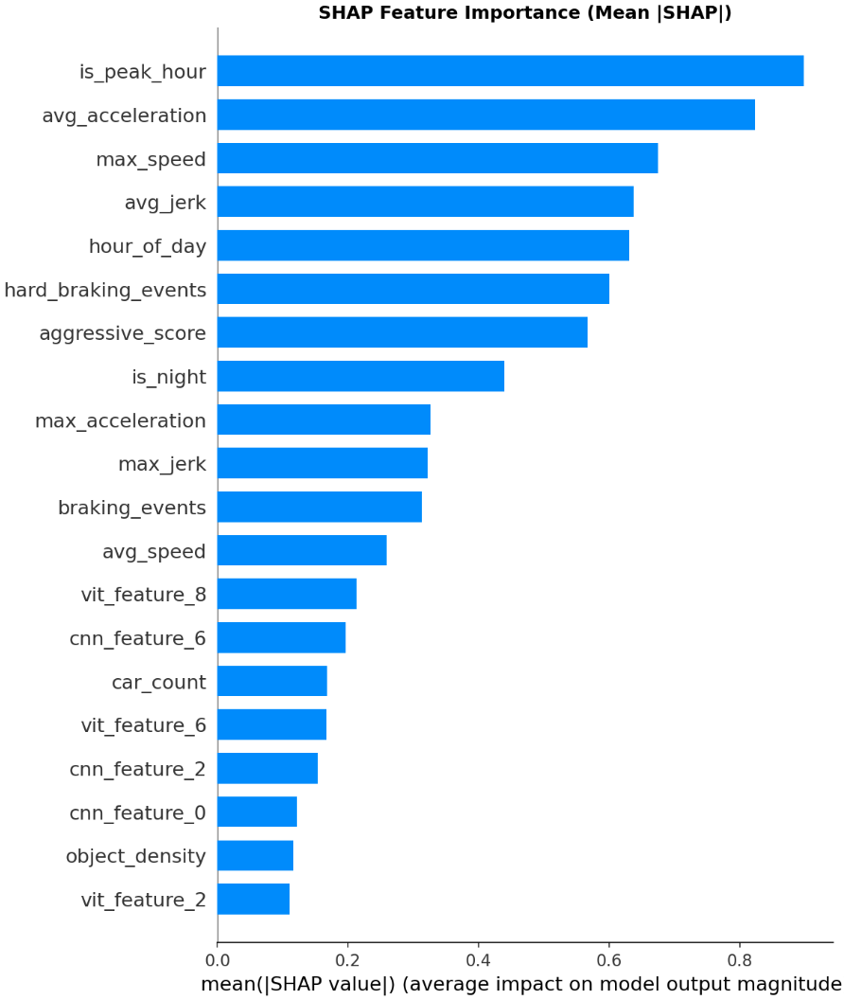 SHAP Feature Importance (Mean |SHAP|)
is_peak_hour
avg_acceleration
max_speed
avg_jerk
hour_of_day
hard_braking_events
aggressive_score
is_night
max_acceleration
max_jerk
braking_events
avg_speed
vit_feature_8
cnn_feature_6
car_count
vit_feature_6
cnn_feature_2
cnn_feature_0
object_density
vit_feature_2
0.0 0.2 0.4 0.6 0.8
mean(|SHAP value|) (average impact on model output magnitude